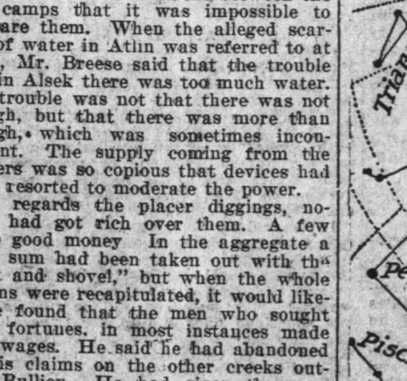 camps that it was impossible to
are them. When the alleged scar-
of water in Atlin was referred to at
, Mr. Breese said that the trouble
in Alsek there was too much water.
trouble was not that there was not
gh, but that there was more than
gh, which was sometimes incon-
nt. The supply coming from the
ers was so copious that devices had
resorted to moderate the power.
regards the placer diggings, no-
had got rich over them. A few
good money In the aggregate a
sum had been taken out with the
and shovel," but when the whole
ns were recapitulated, it would like-
found that the men who sought
fortunes. in most instances made
wages. He said he had abandoned
is claims on the other creeks out-
Bullion. He had
Trian
Pe
Pisc